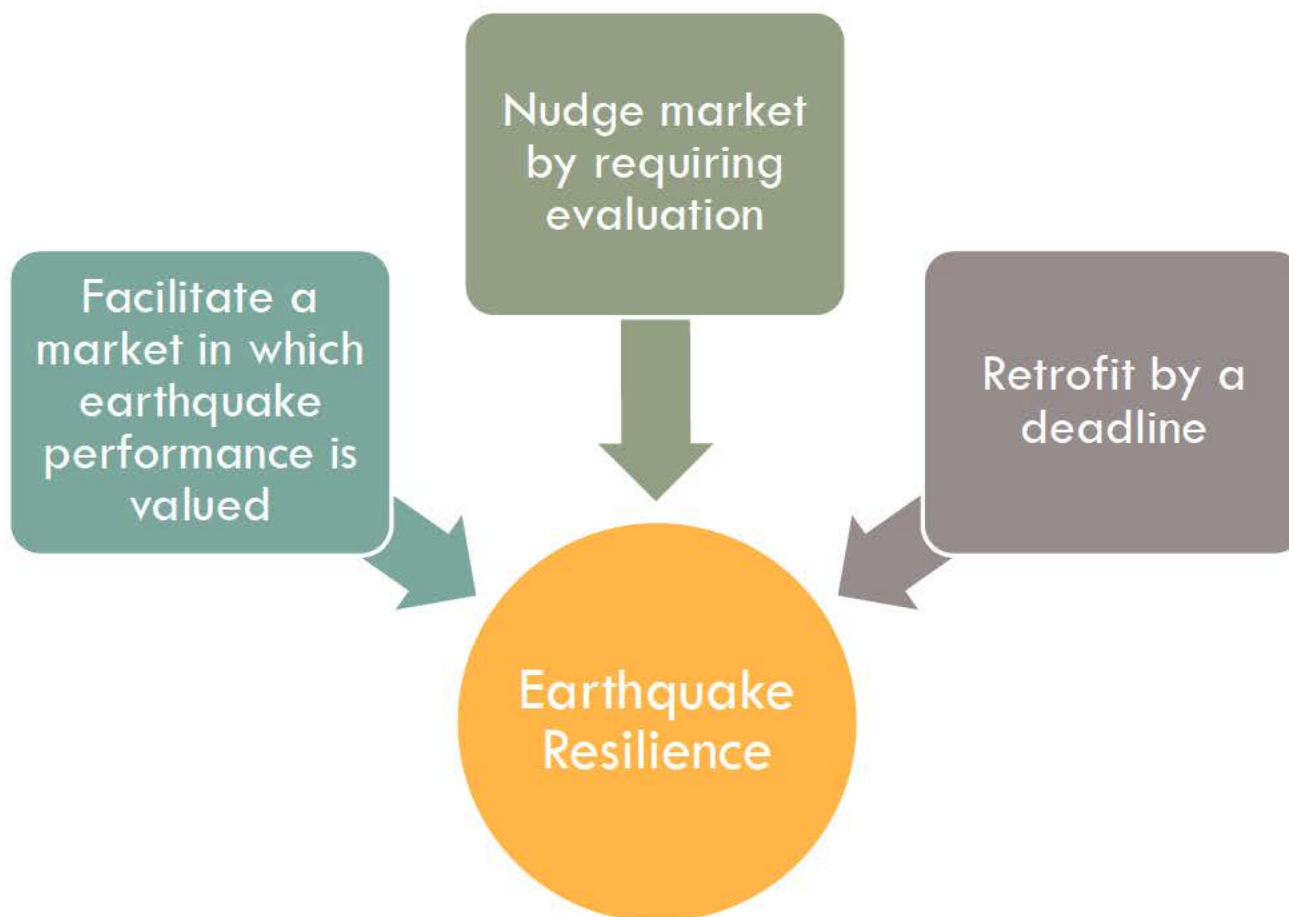 Facilitate a
market in which
earthquake
performance is
valued
Nudge market
by requiring
evaluation
Retrofit by a
deadline
Earthquake
Resilience